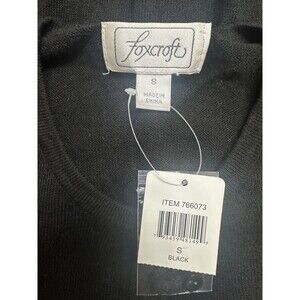 foxcroft
S
MADE IN
CHINA
ITEM 766073
S
BLACK